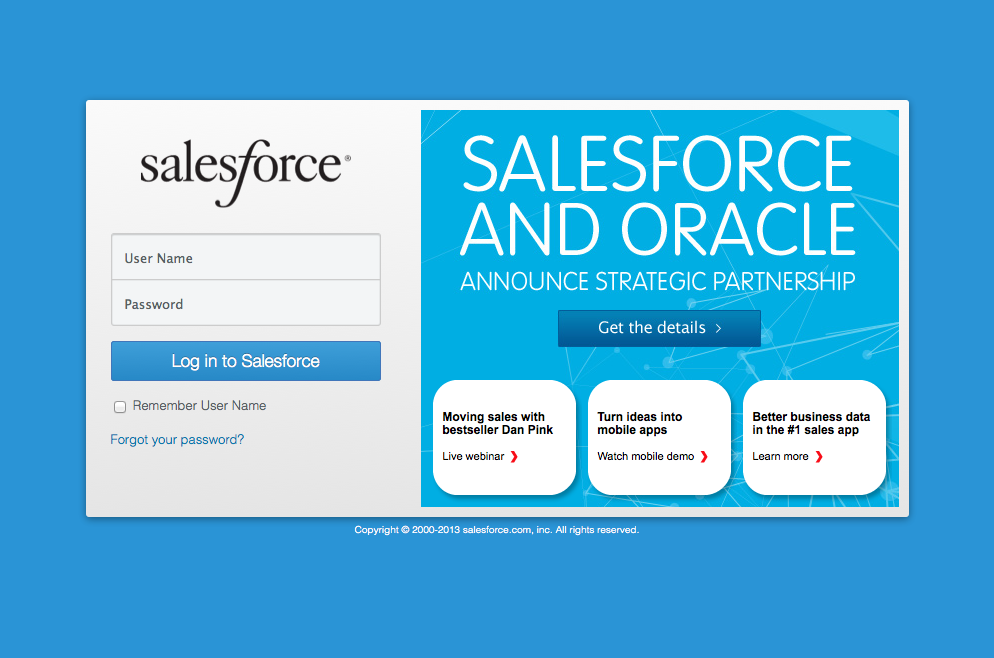 salesforce®
User Name
Password
Log in to Salesforce
Remember User Name
Forgot your password?
SALESFORCE
AND ORACLE
ANNOUNCE STRATEGIC PARTNERSHIP
Get the details >
Moving sales with
bestseller Dan Pink
Live webinar ❯
Turn ideas into
mobile apps
Watch mobile demo ❯
Better business data
in the #1 sales app
Learn more ❯
Copyright © 2000-2013 salesforce.com, inc. All rights reserved.